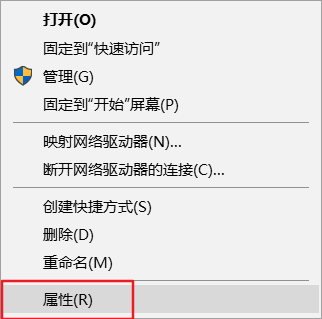 打开(O)
固定到"快速访问"
管理(G)
固定到"开始"屏幕(P)
映射网络驱动器(N)...
断开网络驱动器的连接(C)...
创建快捷方式(S)
删除(D)
重命名(M)
属性(R)